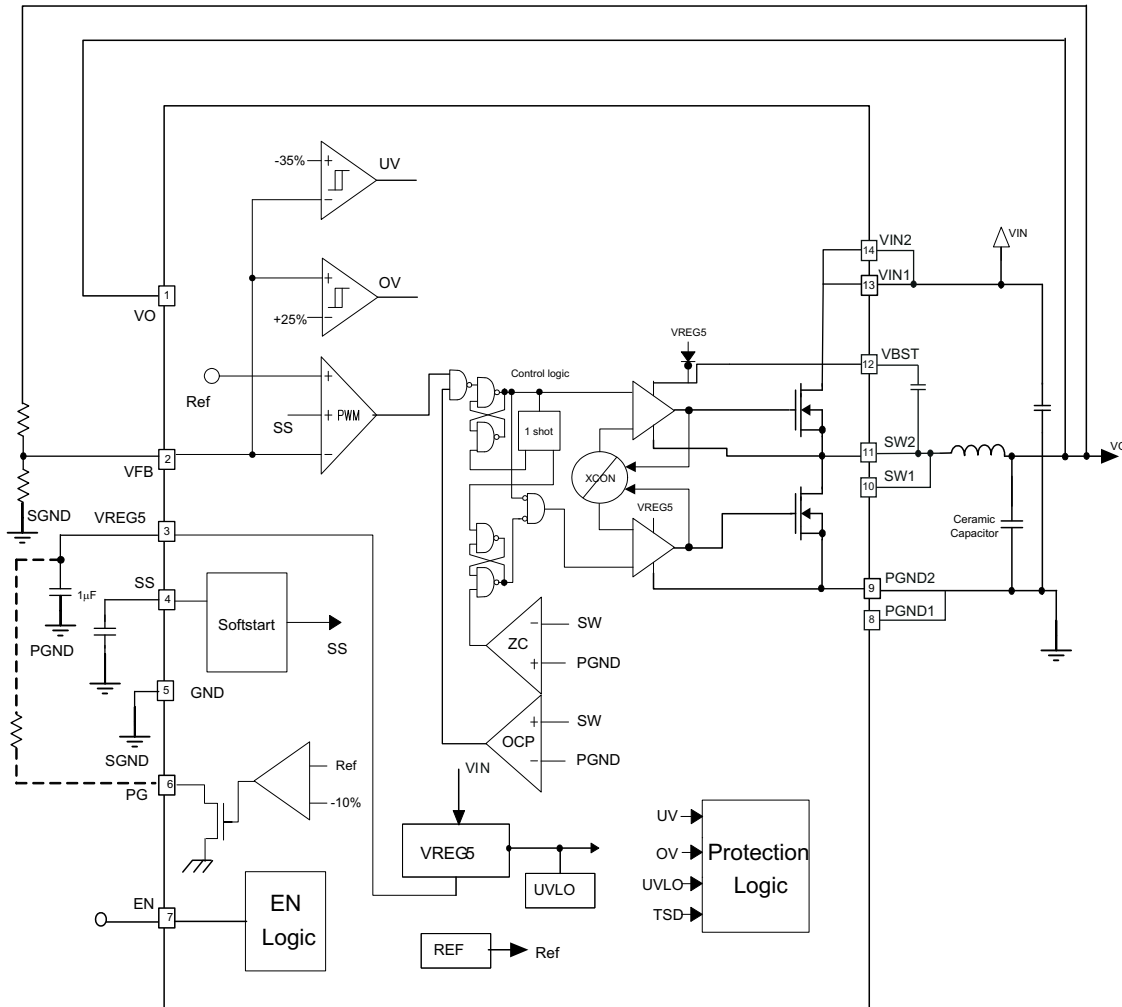 -35%
+
−
UV
+
+25%
−
OV
1
VO
Ref
+
SS
+
PWM
−
2
VFB
SGND
VREG5
3
1µF
PGND
SS
4
Softstart
SS
5
GND
SGND
6
PG
Ref
-10%
EN
7
EN
Logic
Control logic
1 shot
VREG5
XCON
VREG5
−
SW
ZC
+
PGND
+
SW
OCP
−
PGND
VIN
VREG5
UVLO
REF
Ref
UV
OV
UVLO
TSD
Protection
Logic
VIN2
14
VIN1
13
VIN
VBST
12
SW2
11
SW1
10
Ceramic
Capacitor
PGND2
9
PGND1
8